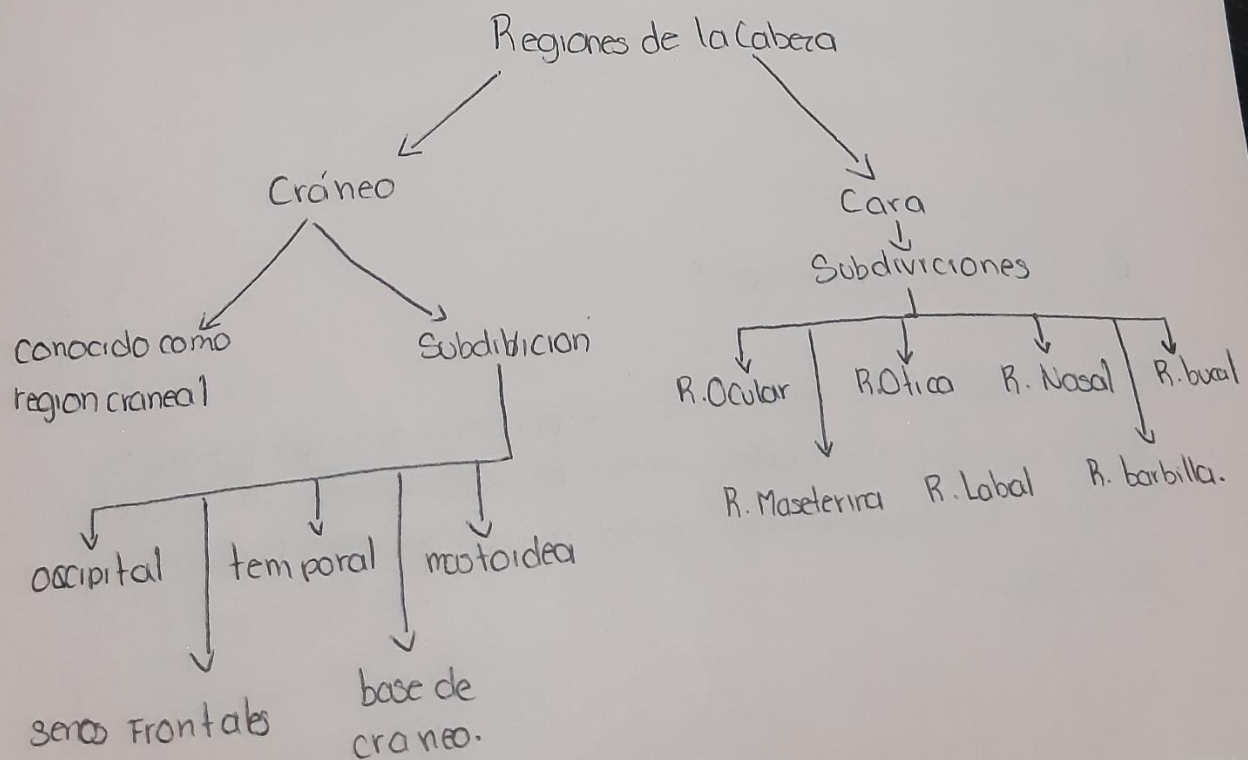 Regiones de la Cabeza
Cráneo
Cara
Subdiviciones
conocido como
region craneal
Subdibicion
R. Ocular
R. Otica
R. Nasal
R. bucal
R. Maseterina
R. Labal
R. barbilla.
occipital
temporal
mastoidea
senos Frontales
base de
craneo.